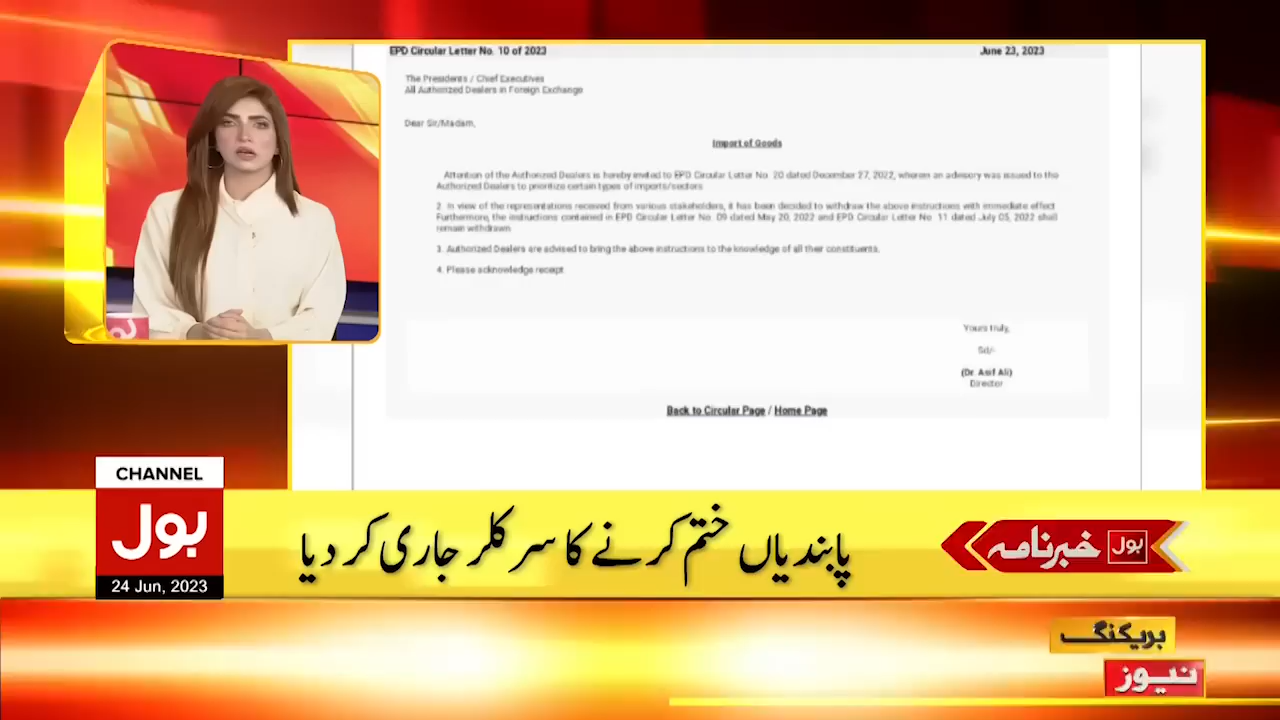 EPD Circular Letter No. 10 of 2023
June 23, 2023
The Presidents / Chief Executives
All Authorized Dealers in Foreign Exchange
Dear Sir/Madam,
Import of Goods
Attention of the Authorized Dealers is hereby invited to EPD Circular Letter No. 20 dated December 27, 2022, wherein an advisory was issued to the
Authorized Dealers to prioritize certain types of imports/sectors
2. In view of the representations received from various stakeholders, it has been decided to withdraw the above instructions with immediate effect
Furthermore, the instructions contained in EPD Circular Letter No. 09 dated May 20, 2022 and EPD Circular Letter No. 11 dated July 05, 2022 shall
remain withdrawn
3. Authorized Dealers are advised to bring the above instructions to the knowledge of all their constituents.
4. Please acknowledge receipt
Yours truly,
Sd/-
(Dr. Asif Ali)
Director
Back to Circular Page / Home Page
CHANNEL
بول
24 Jun, 2023
پابندیاں ختم کرنے کا سرکلر جاری کر دیا
بول خبرنامہ
بریکنگ
نیوز